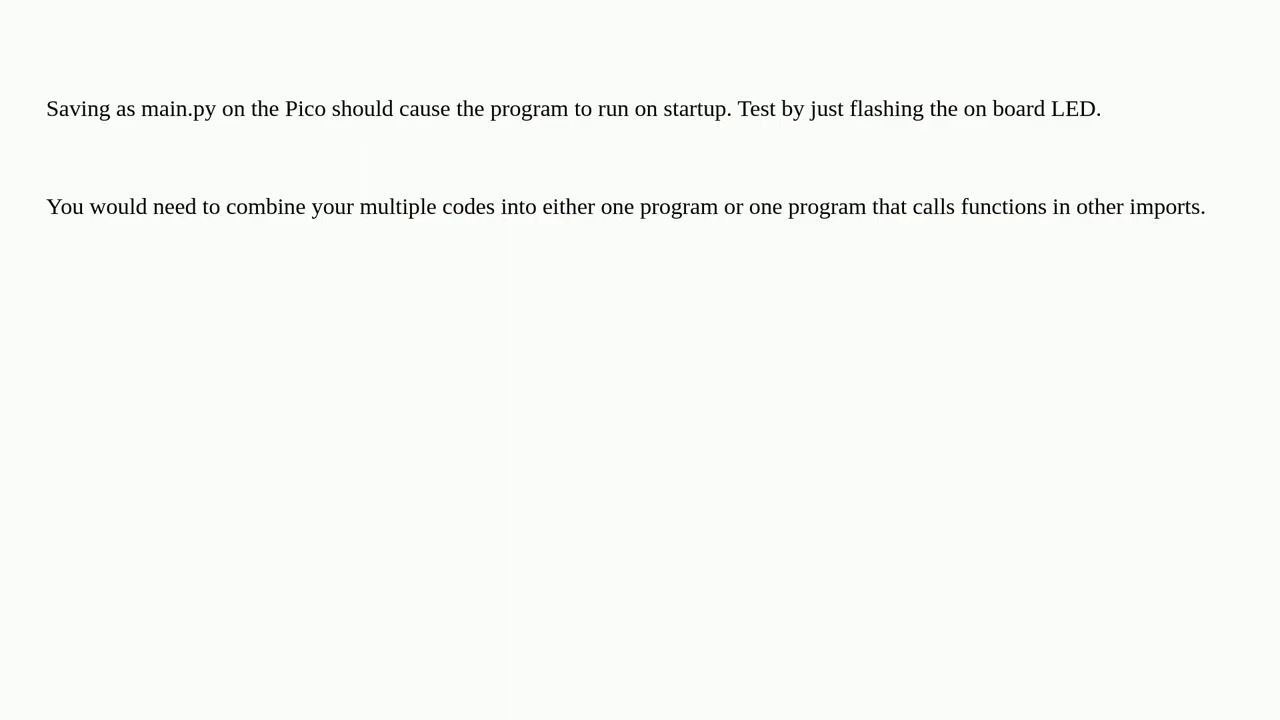 Saving as main.py on the Pico should cause the program to run on startup. Test by just flashing the on board LED.
You would need to combine your multiple codes into either one program or one program that calls functions in other imports.